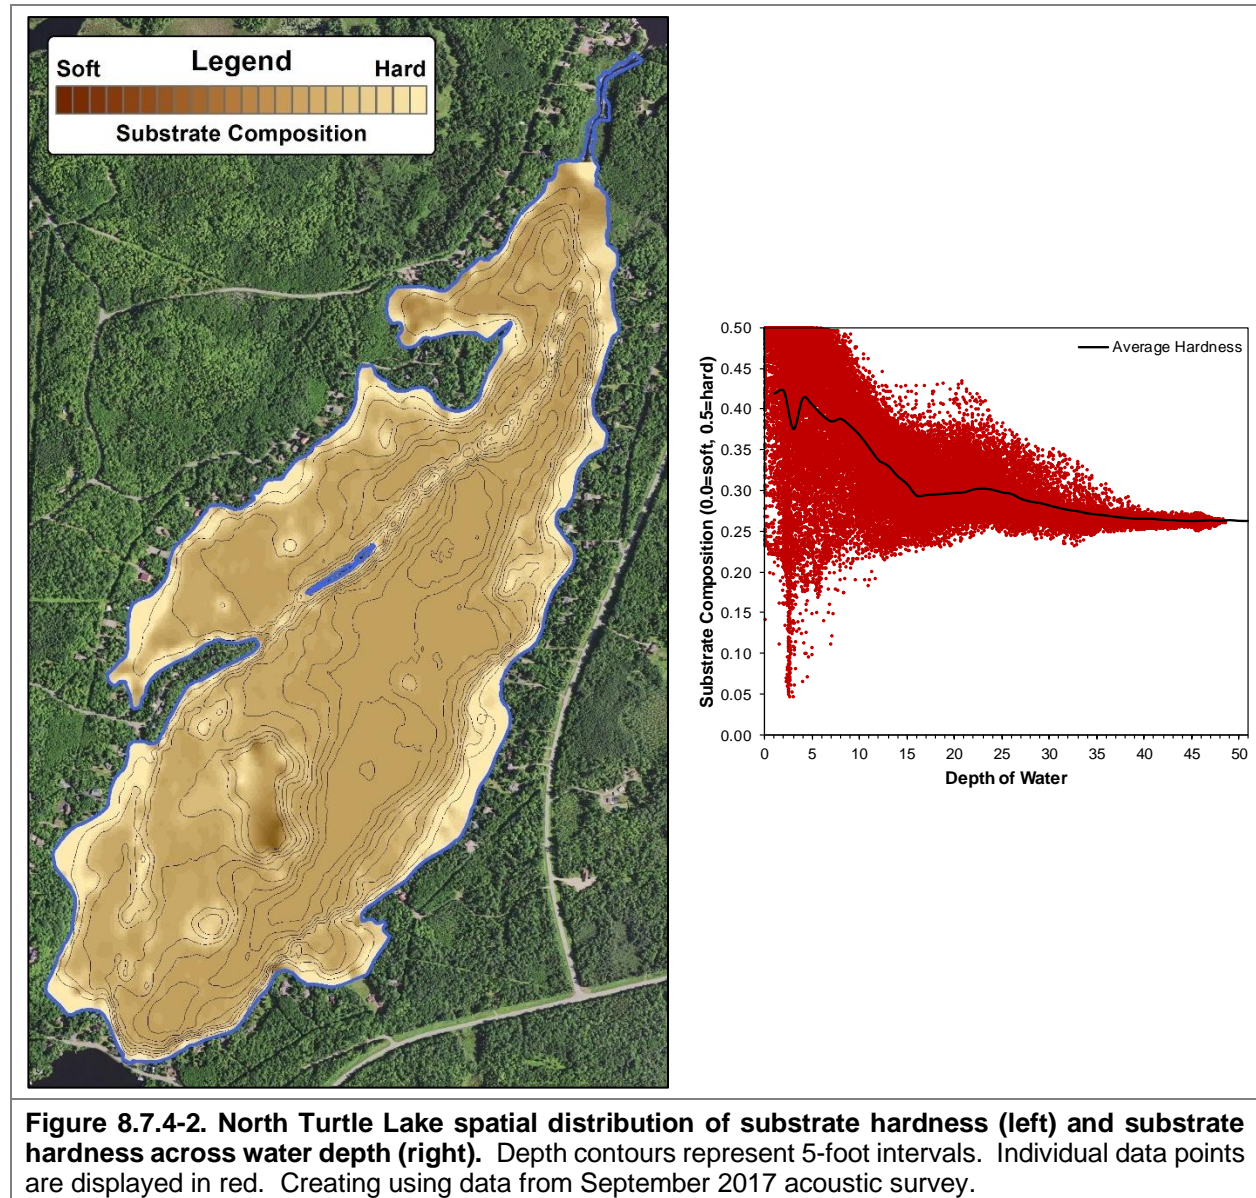 Legend
Soft Hard
Substrate Composition
Substrate Composition (0.0=soft, 0.5=hard)
0.50
0.45
0.40
0.35
0.30
0.25
0.20
0.15
0.10
0.05
0.00
Average Hardness
0 5 10 15 20 25 30 35 40 45 50
Depth of Water
Figure 8.7.4-2. North Turtle Lake spatial distribution of substrate hardness (left) and substrate
hardness across water depth (right). Depth contours represent 5-foot intervals. Individual data points
are displayed in red. Creating using data from September 2017 acoustic survey.